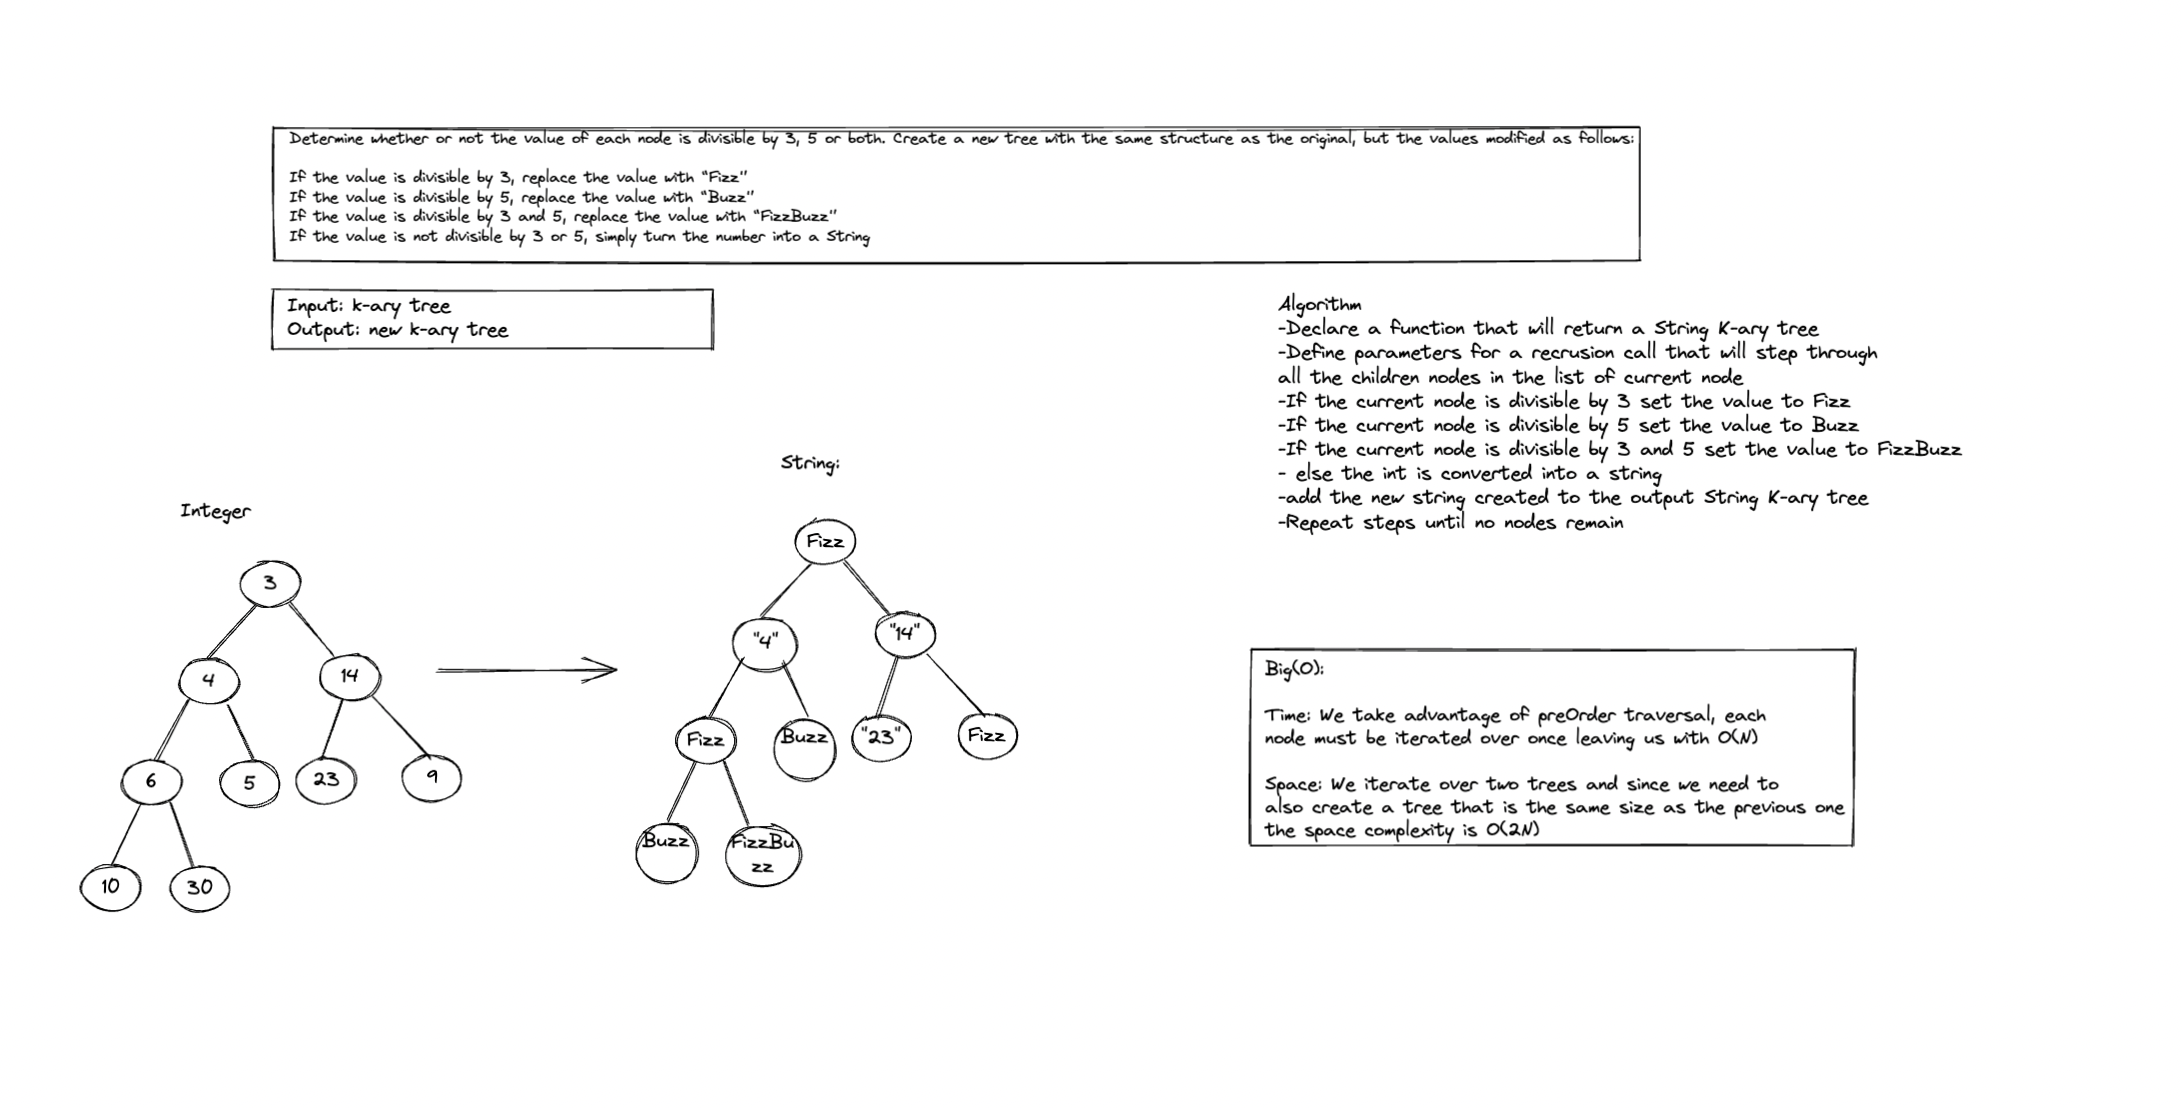 Determine whether or not the value of each node is divisible by 3, 5 or both. Create a new tree with the same structure as the original, but the values modified as follows:
If the value is divisible by 3, replace the value with "Fizz"
If the value is divisible by 5, replace the value with "Buzz"
If the value is divisible by 3 and 5, replace the value with "FizzBuzz"
If the value is not divisible by 3 or 5, simply turn the number into a String
Input: k-ary tree
Output: new k-ary tree
Algorithm
-Declare a function that will return a String K-ary tree
-Define parameters for a recrusion call that will step through
all the children nodes in the list of current node
-If the current node is divisible by 3 set the value to Fizz
-If the current node is divisible by 5 set the value to Buzz
-If the current node is divisible by 3 and 5 set the value to FizzBuzz
- else the int is converted into a string
-add the new string created to the output String K-ary tree
-Repeat steps until no nodes remain
Integer
3
4
14
6
5
23
9
10
30
String:
Fizz
"4"
"14"
Fizz
Buzz
"23"
Fizz
Buzz
FizzBu
zz
Big(O):
Time: We take advantage of preOrder traversal, each
node must be iterated over once leaving us with O(N)
Space: We iterate over two trees and since we need to
also create a tree that is the same size as the previous one
the space complexity is O(2N)